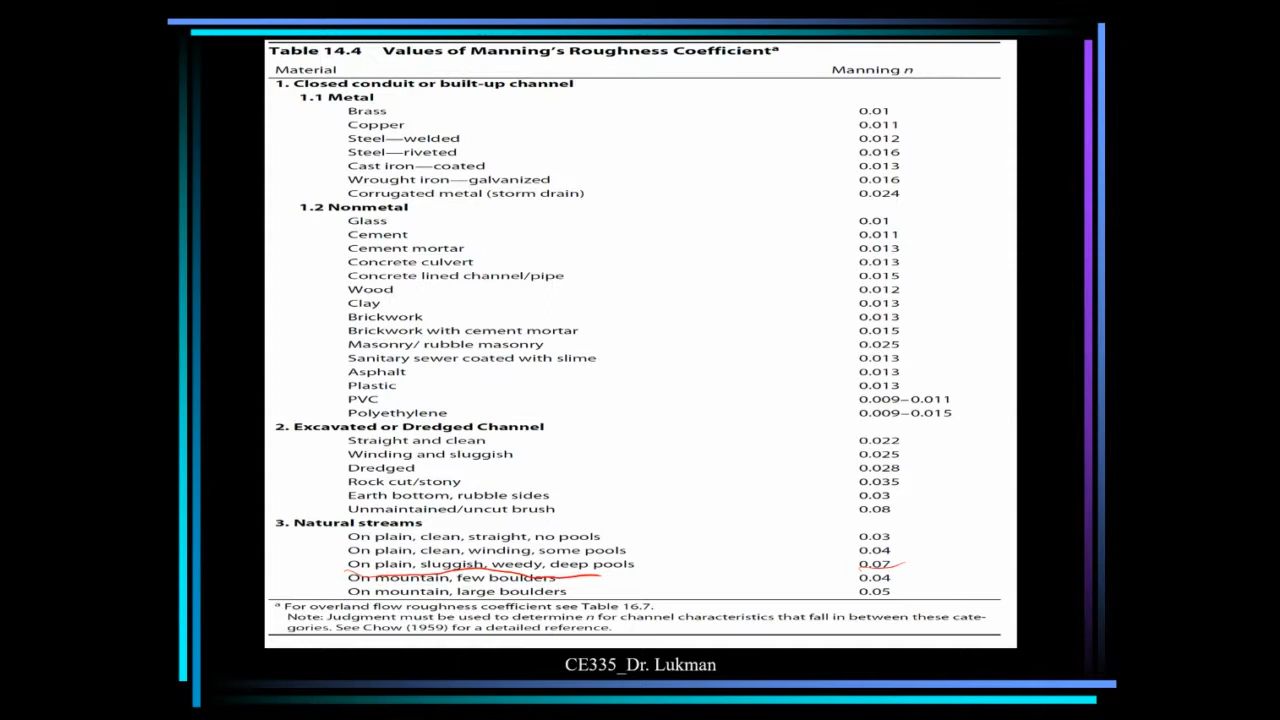 Table 14.4 Values of Manning's Roughness Coefficientᵃ
Material Manning n
1. Closed conduit or built-up channel
1.1 Metal
Brass 0.01
Copper 0.011
Steel—welded 0.012
Steel—riveted 0.016
Cast iron—coated 0.013
Wrought iron—galvanized 0.016
Corrugated metal (storm drain) 0.024
1.2 Nonmetal
Glass 0.01
Cement 0.011
Cement mortar 0.013
Concrete culvert 0.013
Concrete lined channel/pipe 0.015
Wood 0.012
Clay 0.013
Brickwork 0.013
Brickwork with cement mortar 0.015
Masonry/ rubble masonry 0.025
Sanitary sewer coated with slime 0.013
Asphalt 0.013
Plastic 0.013
PVC 0.009–0.011
Polyethylene 0.009–0.015
2. Excavated or Dredged Channel
Straight and clean 0.022
Winding and sluggish 0.025
Dredged 0.028
Rock cut/stony 0.035
Earth bottom, rubble sides 0.03
Unmaintained/uncut brush 0.08
3. Natural streams
On plain, clean, straight, no pools 0.03
On plain, clean, winding, some pools 0.04
On plain, sluggish, weedy, deep pools 0.07
On mountain, few boulders 0.04
On mountain, large boulders 0.05
ᵃ For overland flow roughness coefficient see Table 16.7.
Note: Judgment must be used to determine n for channel characteristics that fall in between these cate-
gories. See Chow (1959) for a detailed reference.
CE335_Dr. Lukman